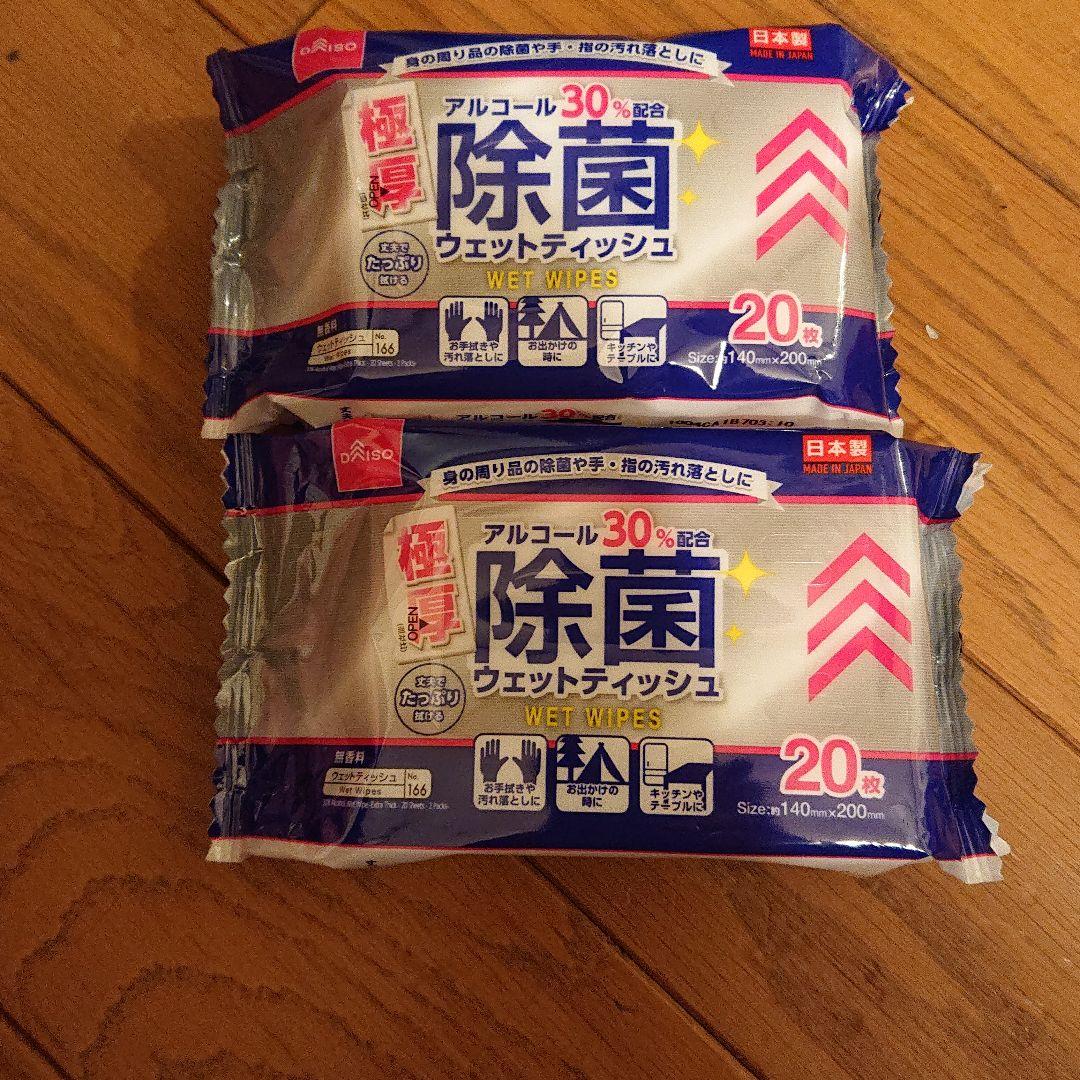 DAISO
身の周り品の除菌や手・指の汚れ落としに
日本製
MADE IN JAPAN
極厚
OPEN
アルコール30%配合
除菌
ウェットティッシュ
WET WIPES
丈夫で
たっぷり
拭ける
無香料
ウェットティッシュ
Wet Wipes
No.
166
お手拭きや
汚れ落としに
お出かけの
時に
キッチンや
テーブルに
20枚
Size:約140mm×200mm
アルコール30%配合
DAISO
身の周り品の除菌や手・指の汚れ落としに
日本製
MADE IN JAPAN
極厚
OPEN
アルコール30%配合
除菌
ウェットティッシュ
WET WIPES
丈夫で
たっぷり
拭ける
無香料
ウェットティッシュ
Wet Wipes
No.
166
お手拭きや
汚れ落としに
お出かけの
時に
キッチンや
テーブルに
20枚
Size:約140mm×200mm